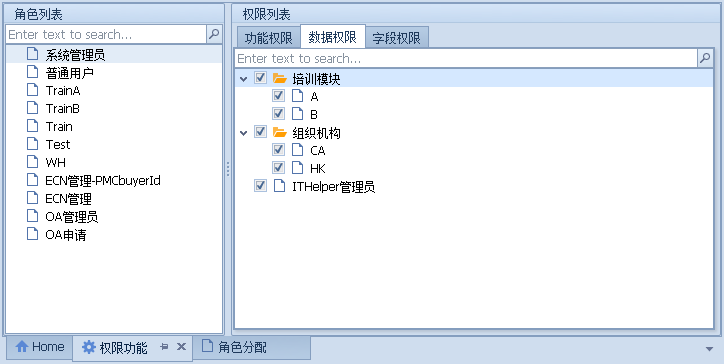 角色列表
Enter text to search...
系统管理员
普通用户
TrainA
TrainB
Train
Test
WH
ECN管理-PMCbuyerId
ECN管理
OA管理员
OA申请
权限列表
功能权限 数据权限 字段权限
Enter text to search...
培训模块
A
B
组织机构
CA
HK
ITHelper管理员
Home 权限功能 角色分配